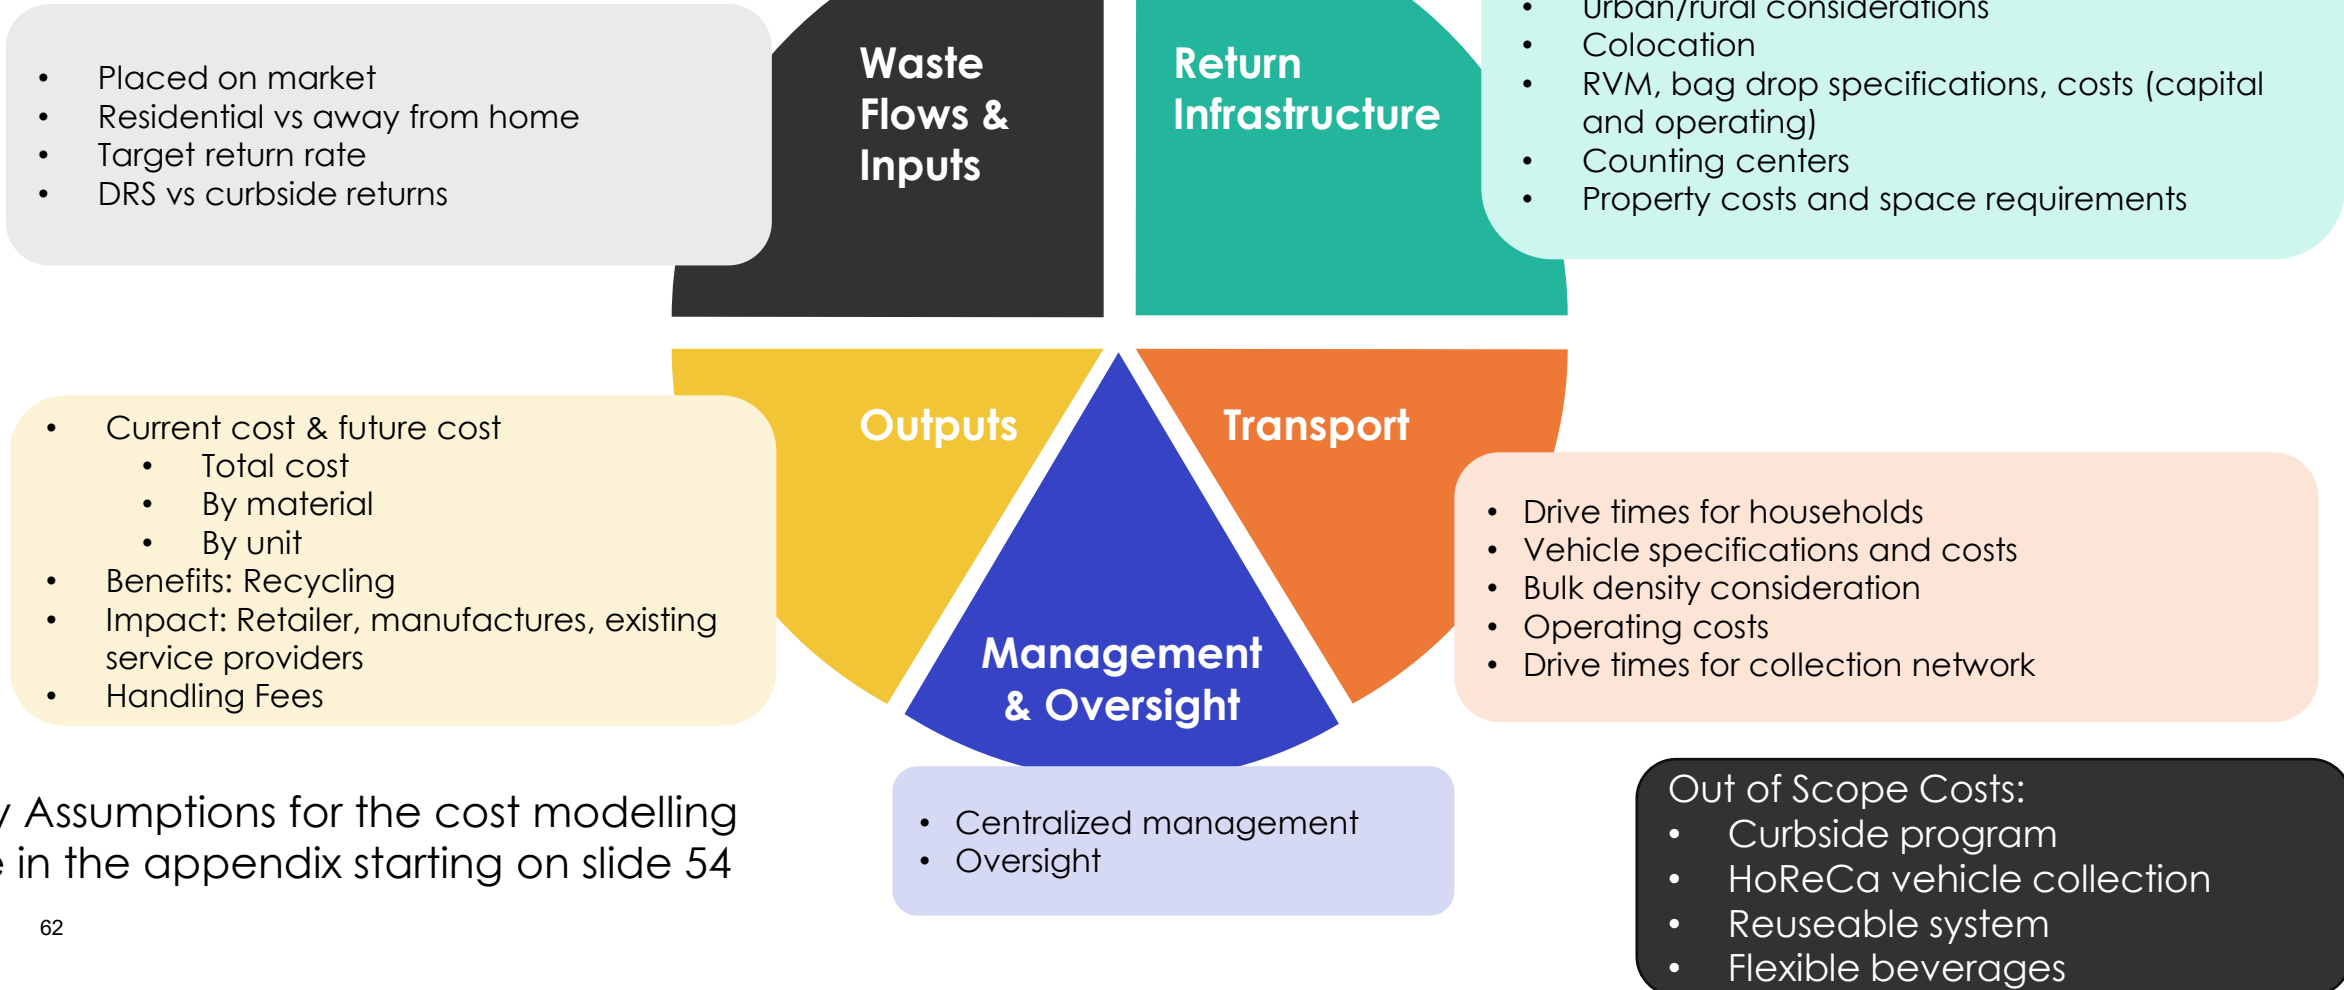 • Placed on market
• Residential vs away from home
• Target return rate
• DRS vs curbside returns
Waste
Flows &
Inputs
Return
Infrastructure
• Urban/rural considerations
• Colocation
• RVM, bag drop specifications, costs (capital
and operating)
• Counting centers
• Property costs and space requirements
• Current cost & future cost
• Total cost
• By material
• By unit
• Benefits: Recycling
• Impact: Retailer, manufactures, existing
service providers
• Handling Fees
Outputs
Transport
• Drive times for households
• Vehicle specifications and costs
• Bulk density consideration
• Operating costs
• Drive times for collection network
Management
& Oversight
• Centralized management
• Oversight
y Assumptions for the cost modelling
e in the appendix starting on slide 54
62
Out of Scope Costs:
• Curbside program
• HoReCa vehicle collection
• Reuseable system
• Flexible beverages